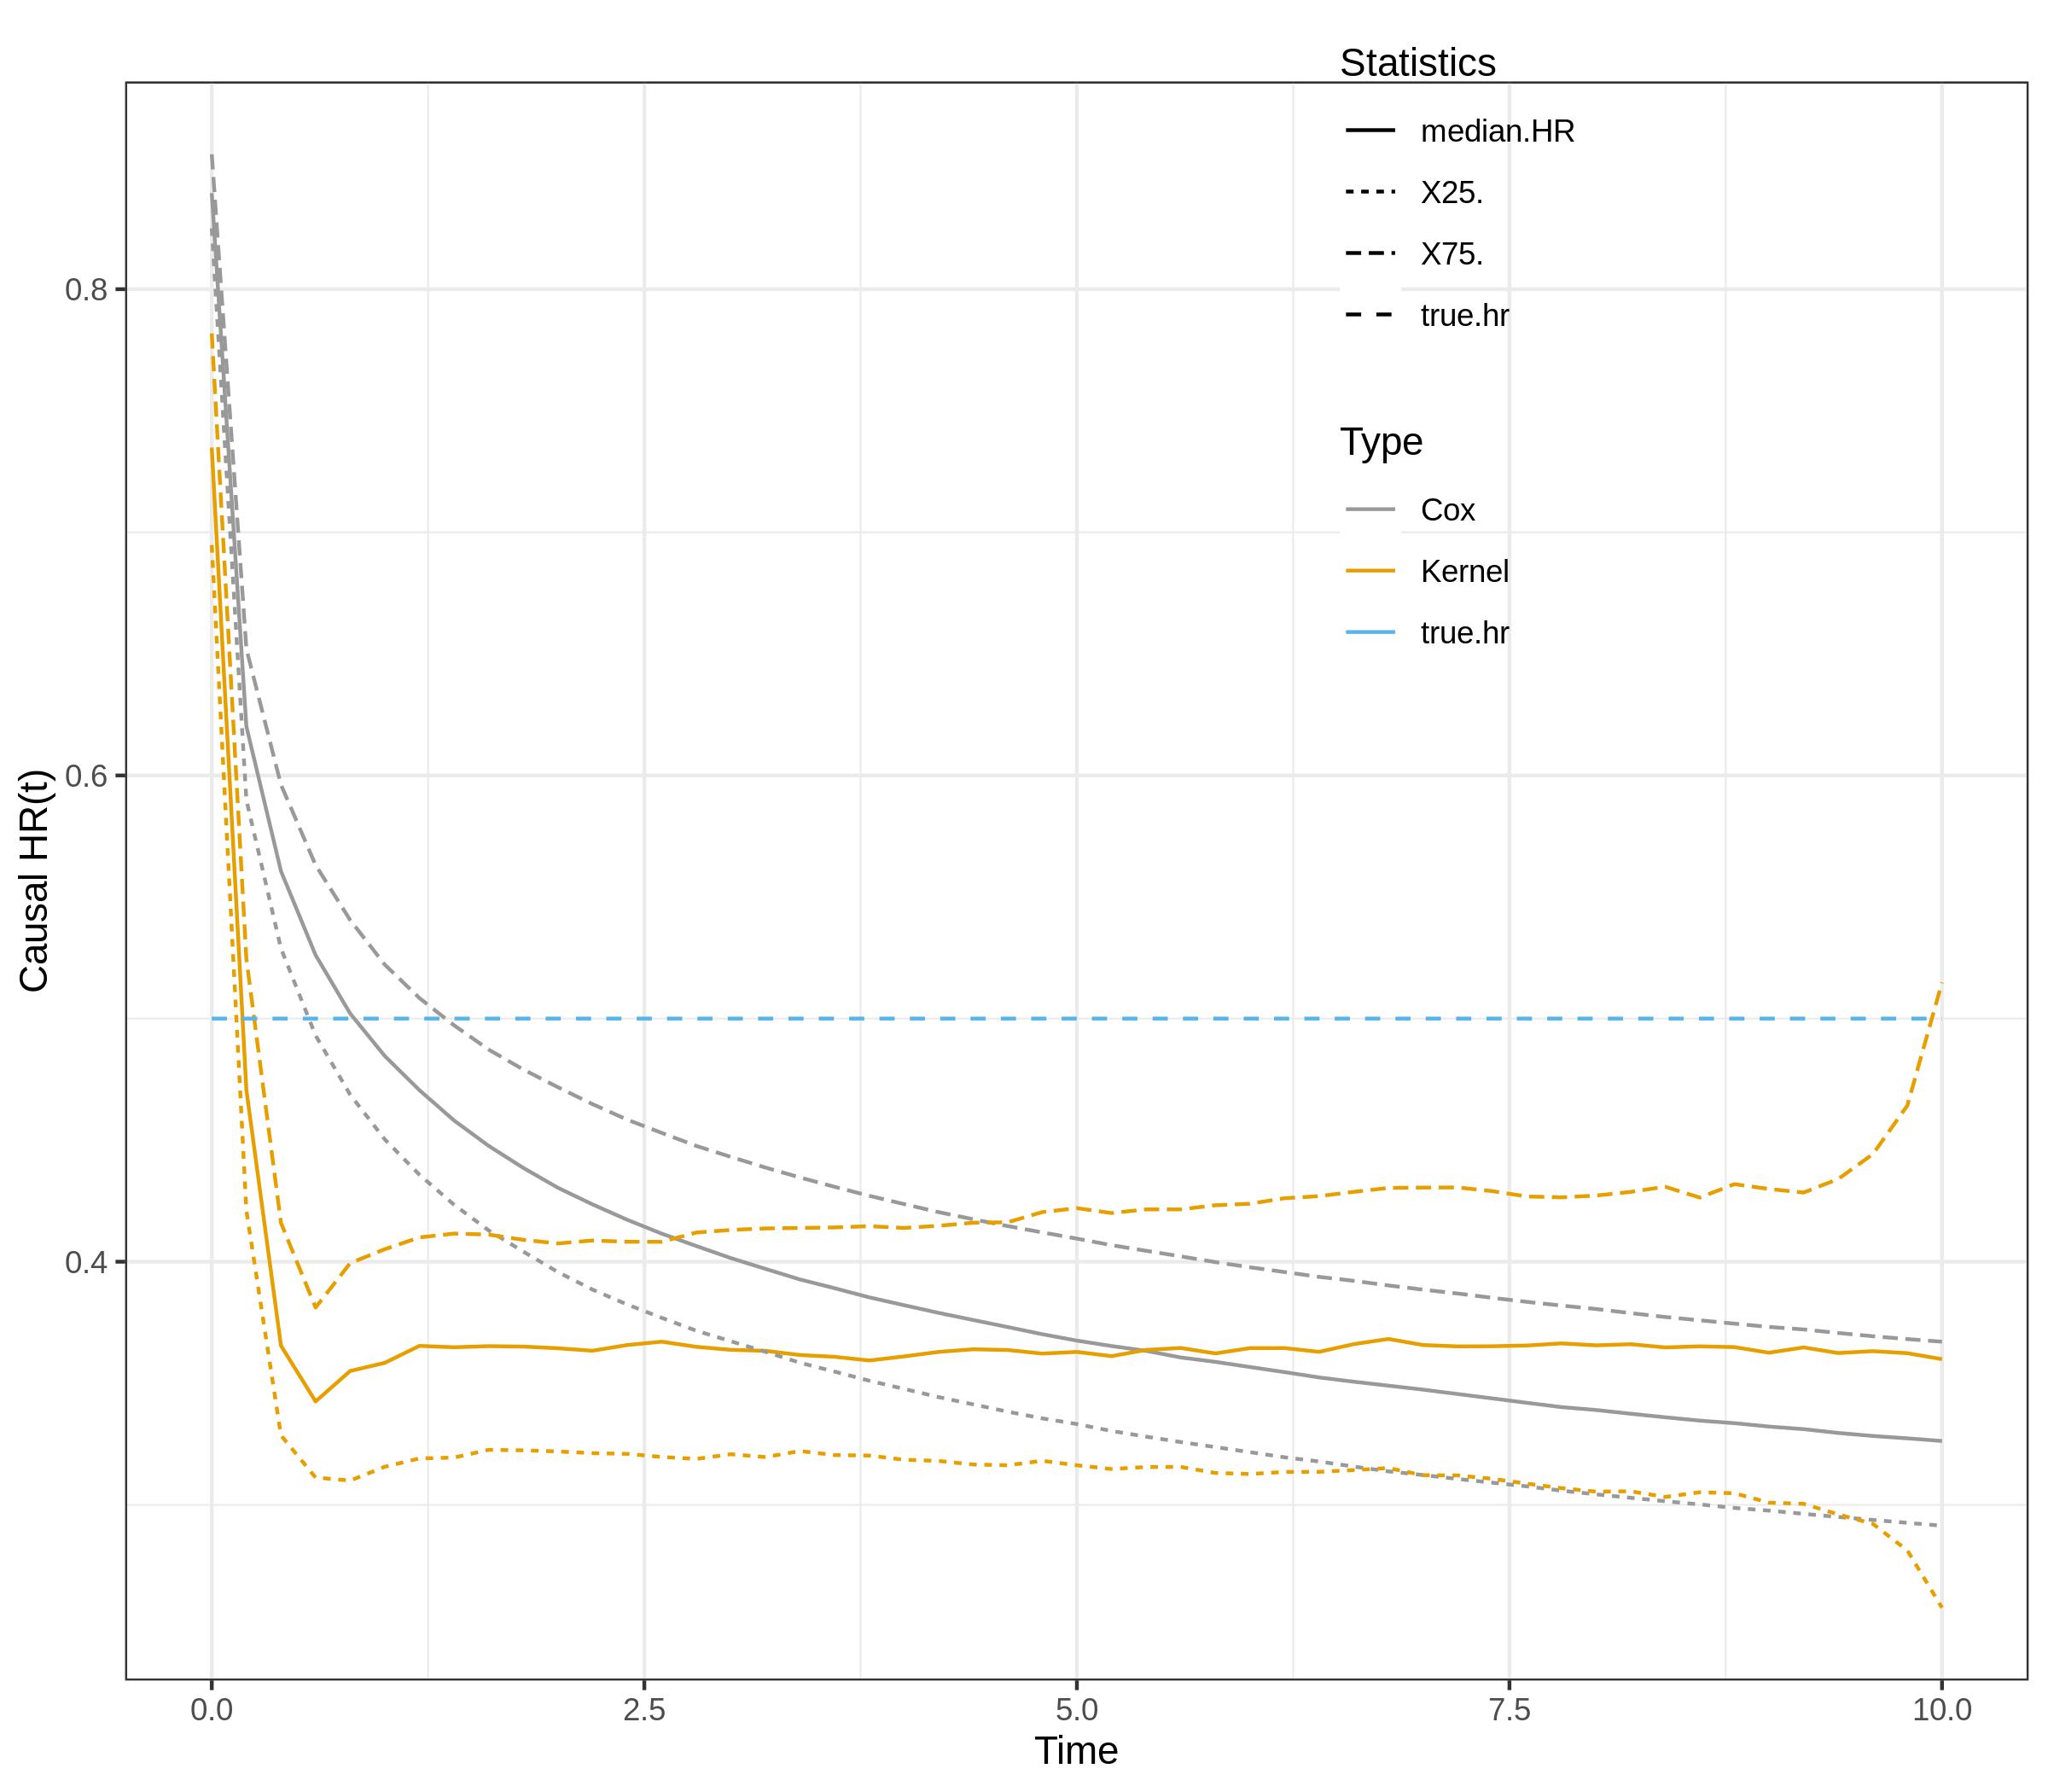 Statistics
median.HR
X25.
X75.
true.hr
Type
Cox
Kernel
true.hr
Causal HR(t)
0.8
0.6
0.4
0.0 2.5 5.0 7.5 10.0
Time